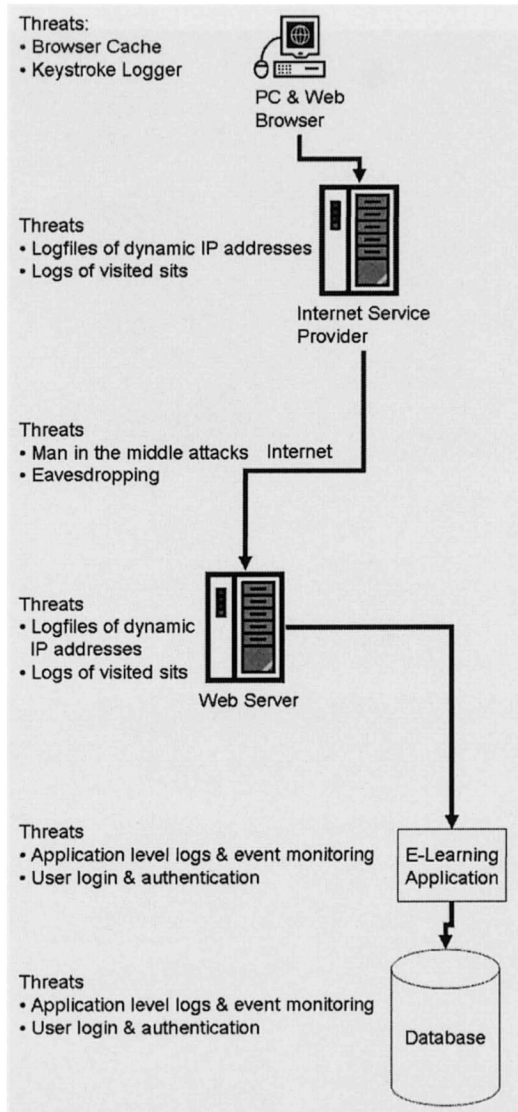 Threats:
• Browser Cache
• Keystroke Logger
PC & Web
Browser
Threats
• Logfiles of dynamic IP addresses
• Logs of visited sits
Internet Service
Provider
Threats
• Man in the middle attacks
• Eavesdropping
Internet
Threats
• Logfiles of dynamic
IP addresses
• Logs of visited sits
Web Server
Threats
• Application level logs & event monitoring
• User login & authentication
E-Learning
Application
Threats
• Application level logs & event monitoring
• User login & authentication
Database